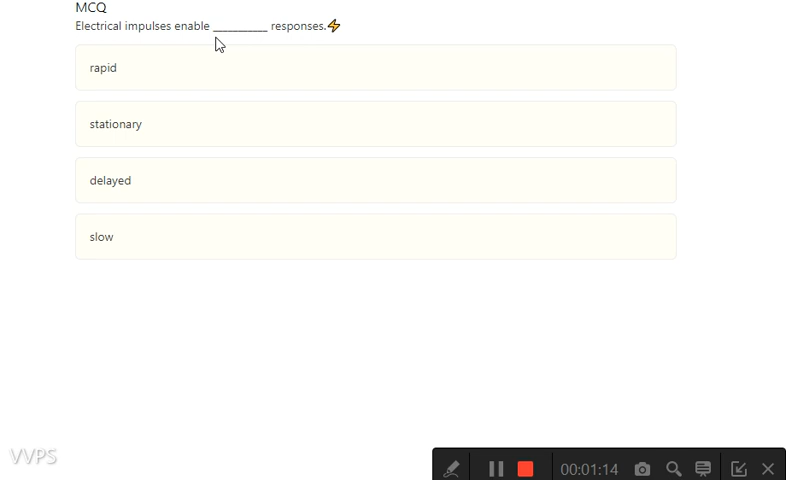 MCQ
Electrical impulses enable __________ responses.⚡
rapid
stationary
delayed
slow
VVPS
00:01:14